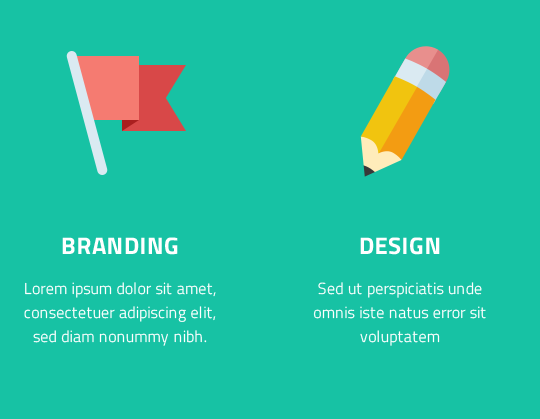 BRANDING
Lorem ipsum dolor sit amet,
consectetuer adipiscing elit,
sed diam nonummy nibh.
DESIGN
Sed ut perspiciatis unde
omnis iste natus error sit
voluptatem